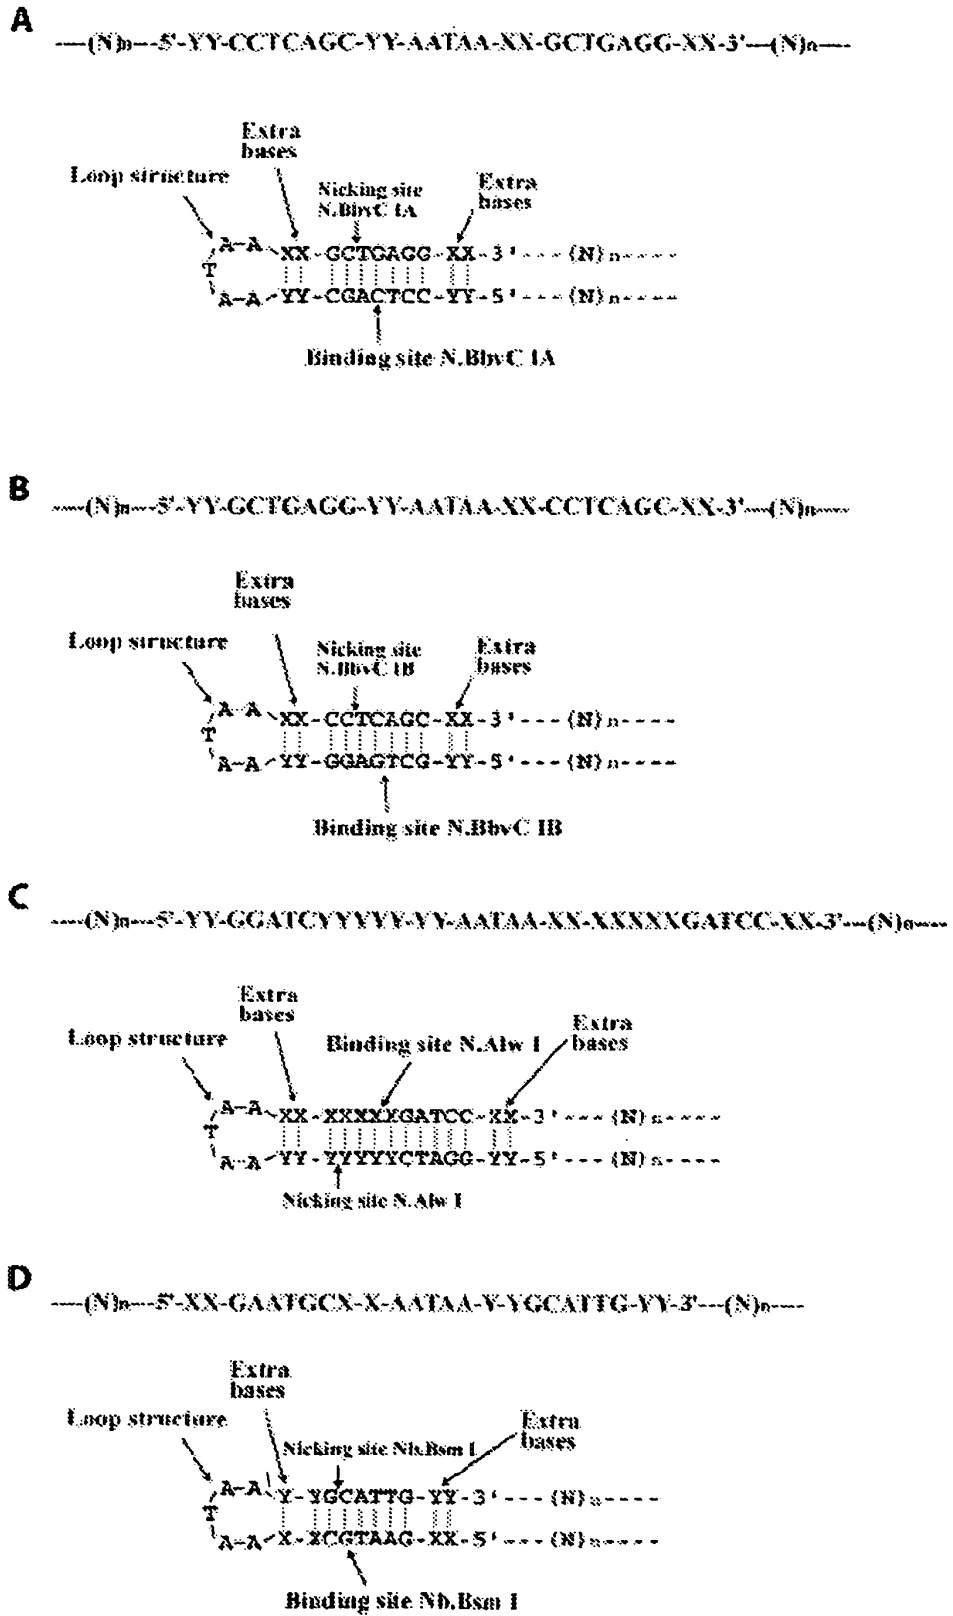 A
----(N)n---5'-YY-CCTCAGC-YY-AATAA-XX-GCTGAGG-XX-3'---(N)n----
Extra
bases
Loop structure
Nicking site
N.BbvC IA
Extra
bases
A-A XX-GCTGAGG-XX-3'---(N)n----
T
A-A YY-CGACTCC-YY-5'---(N)n----
Binding site N.BbvC IA
B
----(N)n---5'-YY-GCTGAGG-YY-AATAA-XX-CCTCAGC-XX-3'---(N)n----
Extra
bases
Loop structure
Nicking site
N.BbvC IB
Extra
bases
A-A XX-CCTCAGC-XX-3'---(N)n----
T
A-A YY-GGAGTCG-YY-5'---(N)n----
Binding site N.BbvC IB
C
----(N)n---5'-YY-GGATCYYYYY-YY-AATAA-XX-XXXXXGATCC-XX-3'---(N)n----
Extra
bases
Loop structure
Binding site N.Alw I
Extra
bases
A-A XX-XXXXXGATCC-XX-3'---(N)n----
T
A-A YY-YYYYYCTAGG-YY-5'---(N)n----
Nicking site N.Alw I
D
----(N)n---5'-XX-GAATGCX-X-AATAA-Y-YGCATTG-YY-3'---(N)n----
Extra
bases
Loop structure
Nicking site Nb.Bsm I
Extra
bases
A-A Y-YGCATTG-YY-3'---(N)n----
T
A-A X-XCGTAAG-XX-5'---(N)n----
Binding site Nb.Bsm I